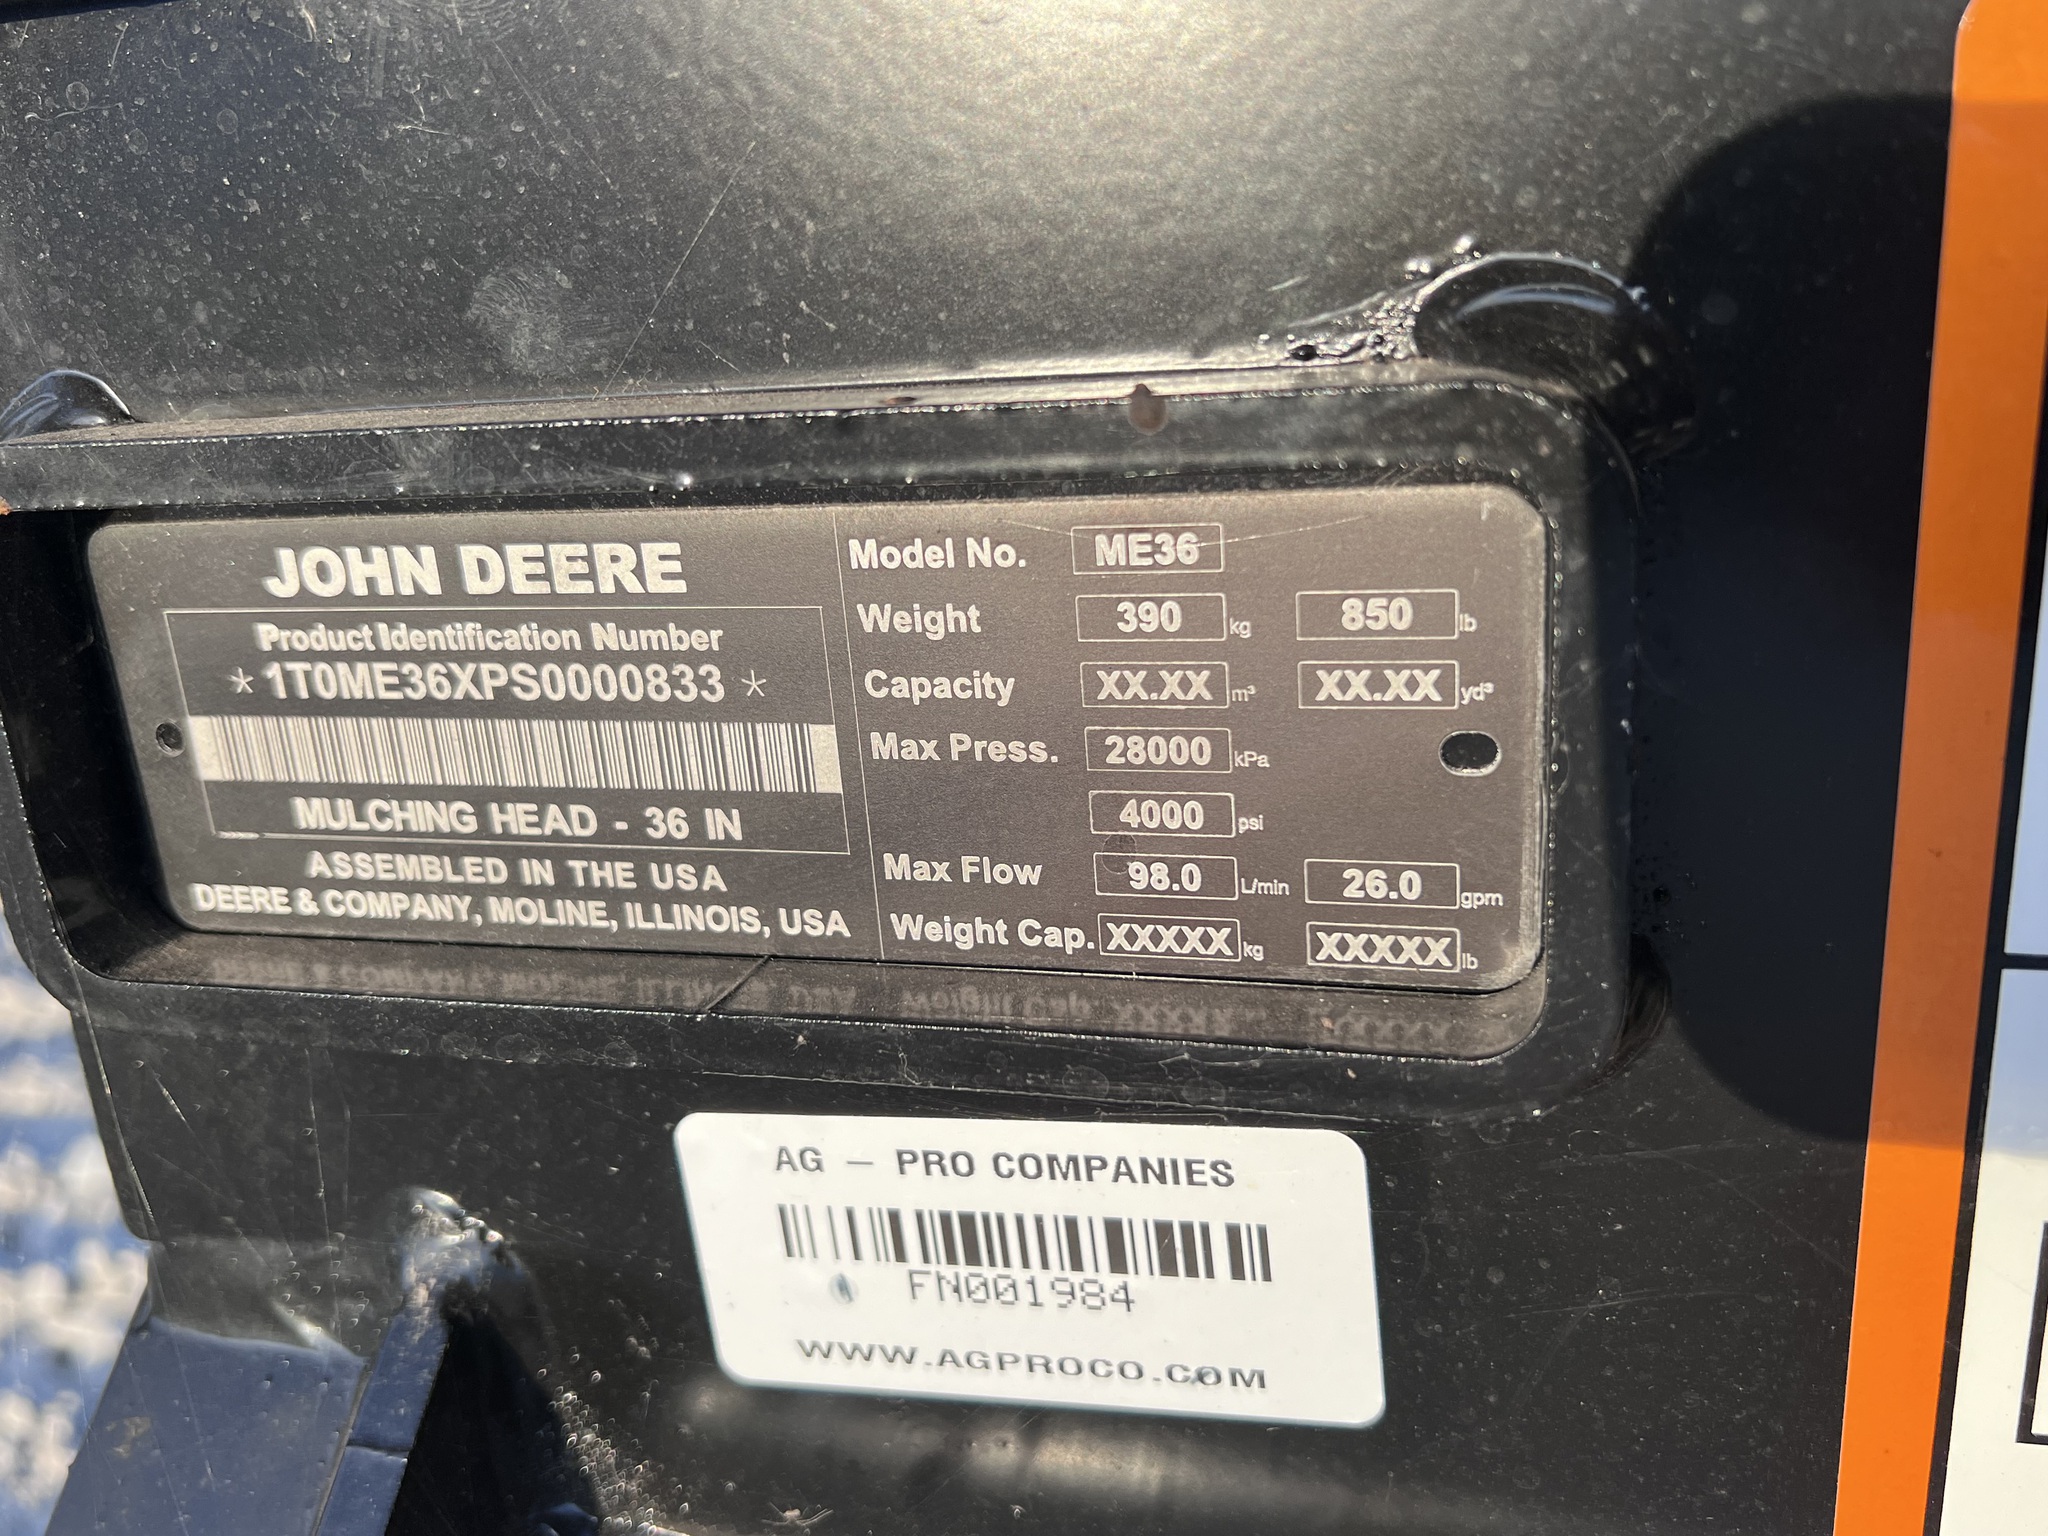 JOHN DEERE
Product Identification Number
*1T0ME36XPS0000833*
MULCHING HEAD - 36 IN
ASSEMBLED IN THE USA
DEERE & COMPANY, MOLINE, ILLINOIS, USA
Model No. ME36
Weight 390 kg 850 lb
Capacity XX.XX m³ XX.XX yd³
Max Press. 28000 kPa
4000 psi
Max Flow 98.0 L/min 26.0 gpm
Weight Cap. XXXXX kg XXXXX lb
AG – PRO COMPANIES
FN001984
WWW.AGPROCO.COM